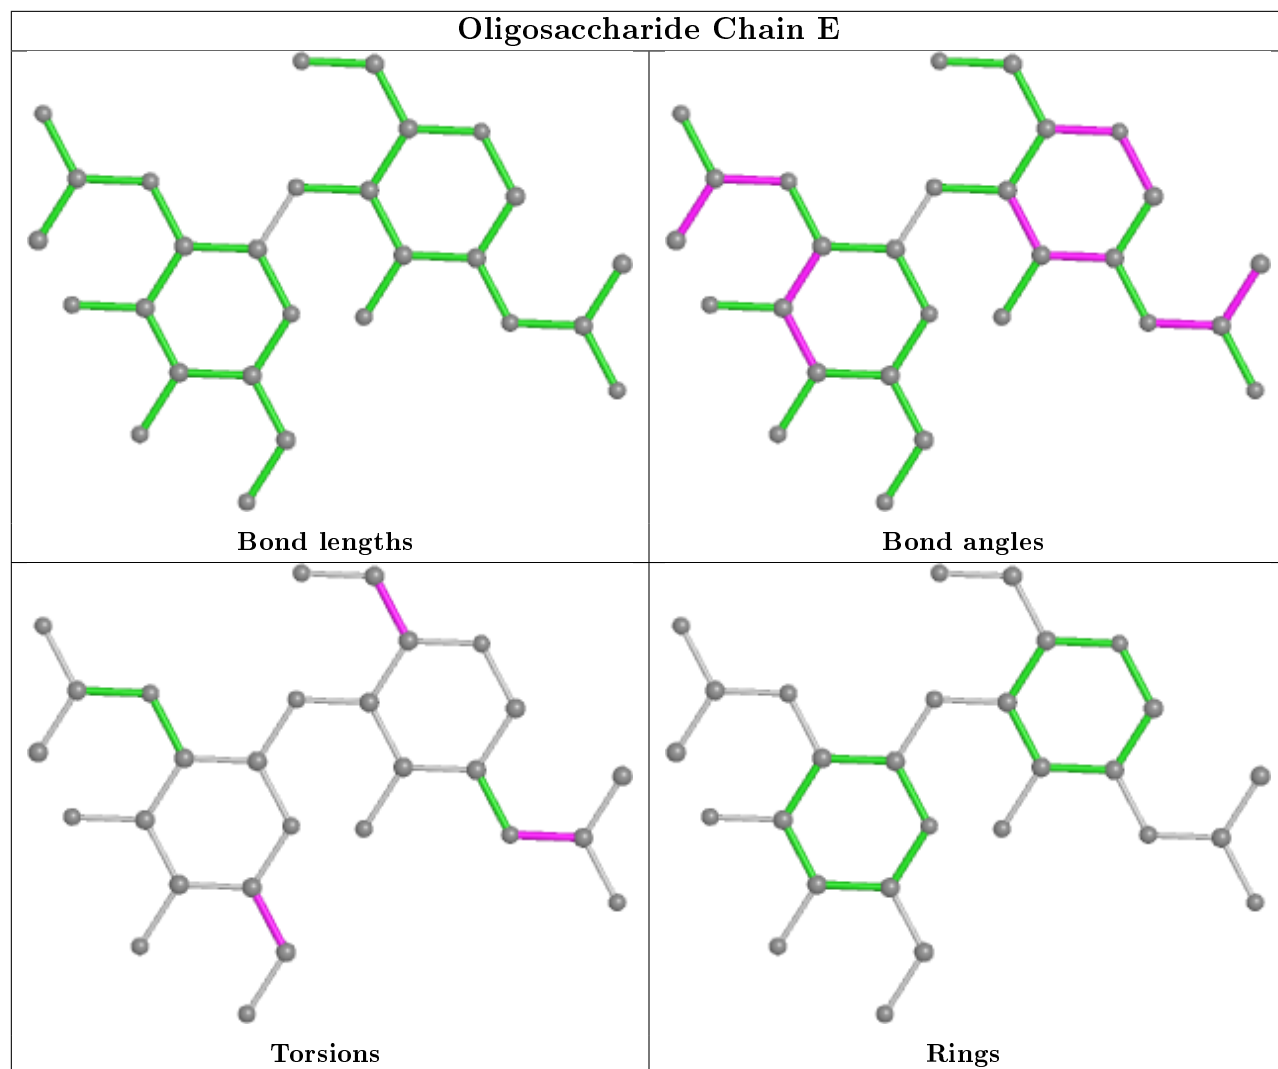 Oligosaccharide Chain E
Bond lengths
Bond angles
Torsions
Rings